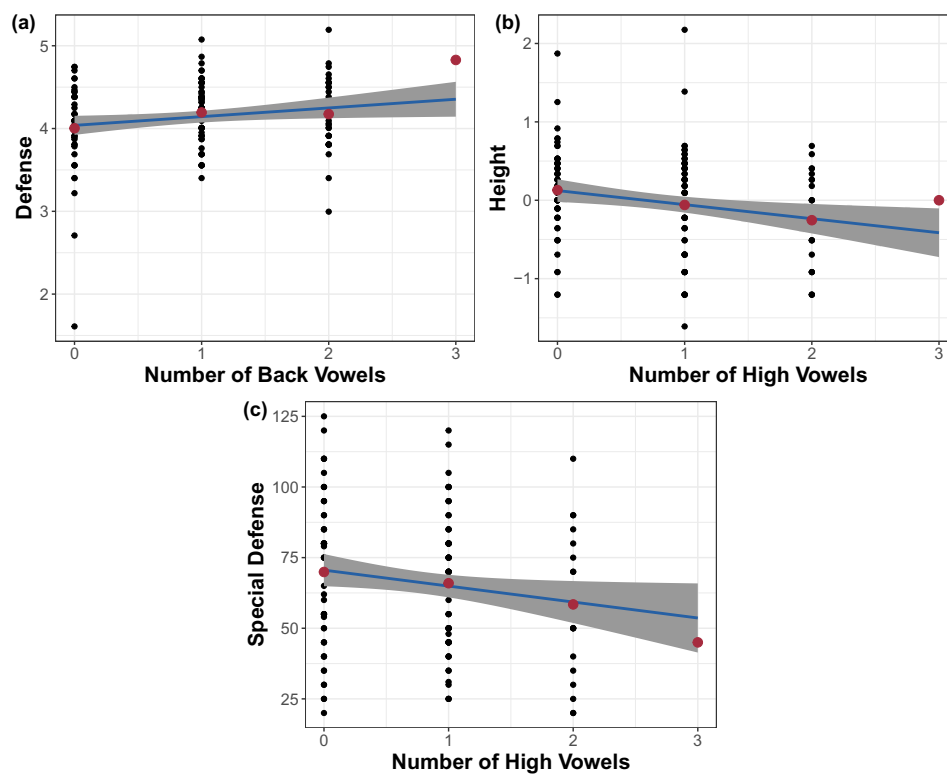 (a)
Defense
5
4
3
2
0 1 2 3
Number of Back Vowels
(b)
Height
2
1
0
−1
0 1 2 3
Number of High Vowels
(c)
Special Defense
125
100
75
50
25
0 1 2 3
Number of High Vowels